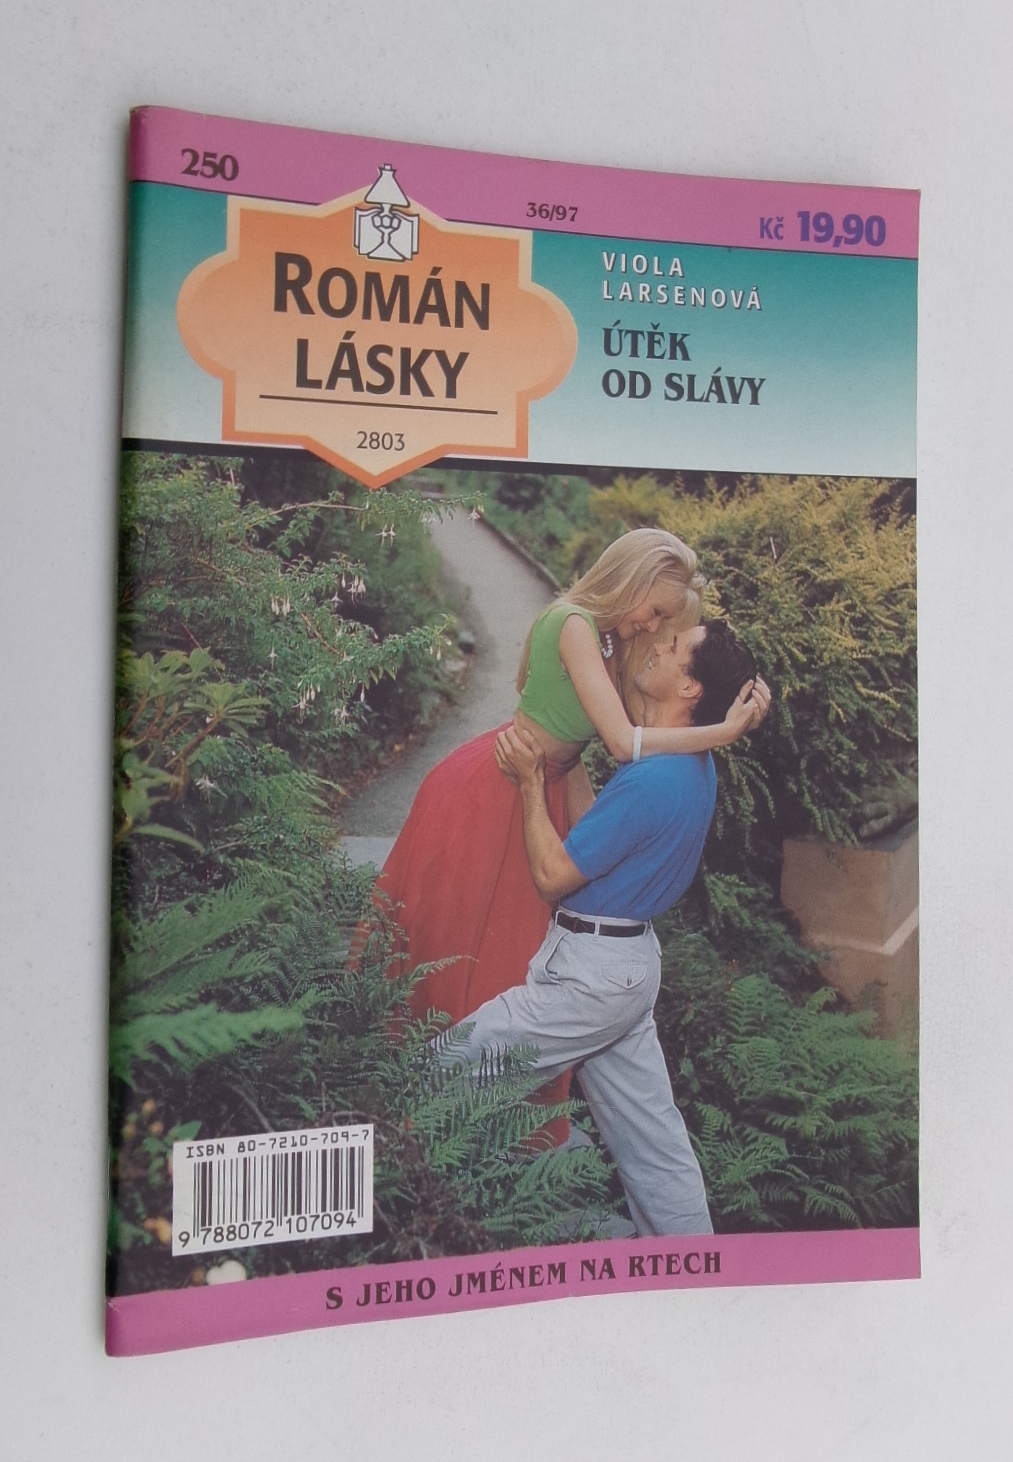 250
36/97
Kč 19,90
ROMÁN
LÁSKY
2803
VIOLA
LARSENOVÁ
ÚTĚK
OD SLÁVY
ISBN 80-7210-709-7
9 788072 107094
S JEHO JMÉNEM NA RTECH